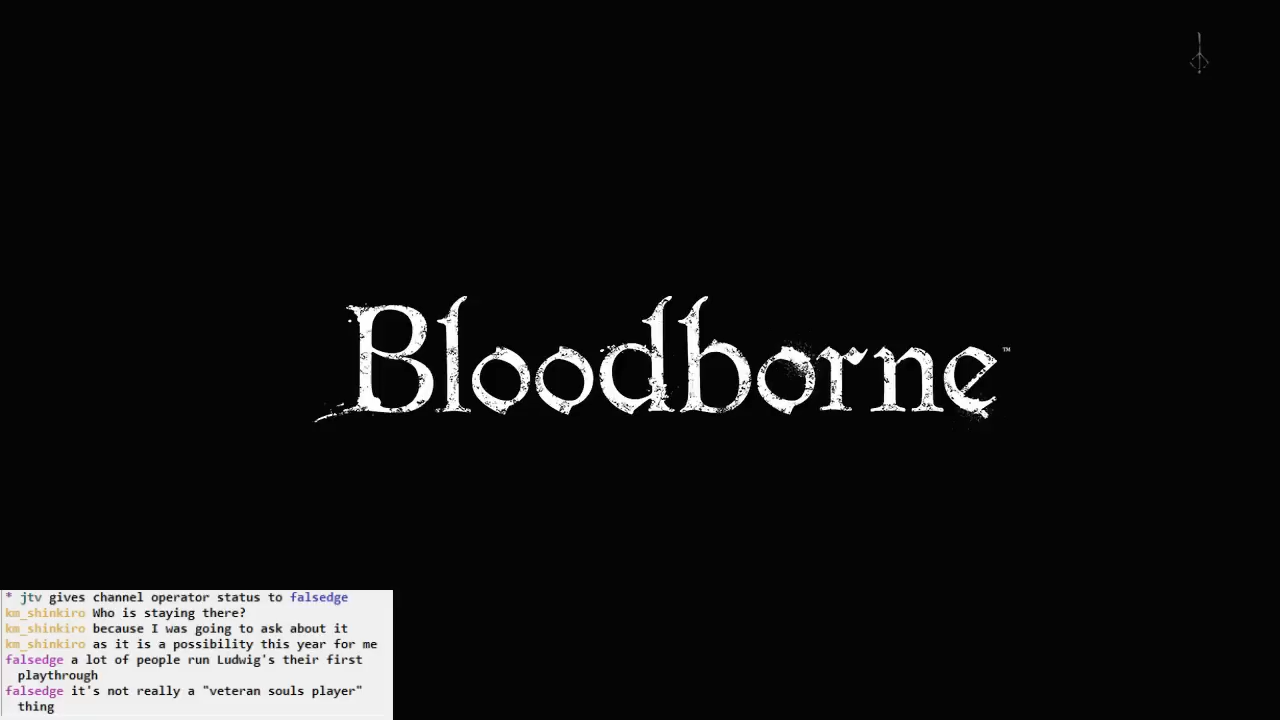 Bloodborne™
* jtv gives channel operator status to falsedge
km_shinkiro Who is staying there?
km_shinkiro because I was going to ask about it
km_shinkiro as it is a possibility this year for me
falsedge a lot of people run Ludwig's their first
playthrough
falsedge it's not really a "veteran souls player"
thing